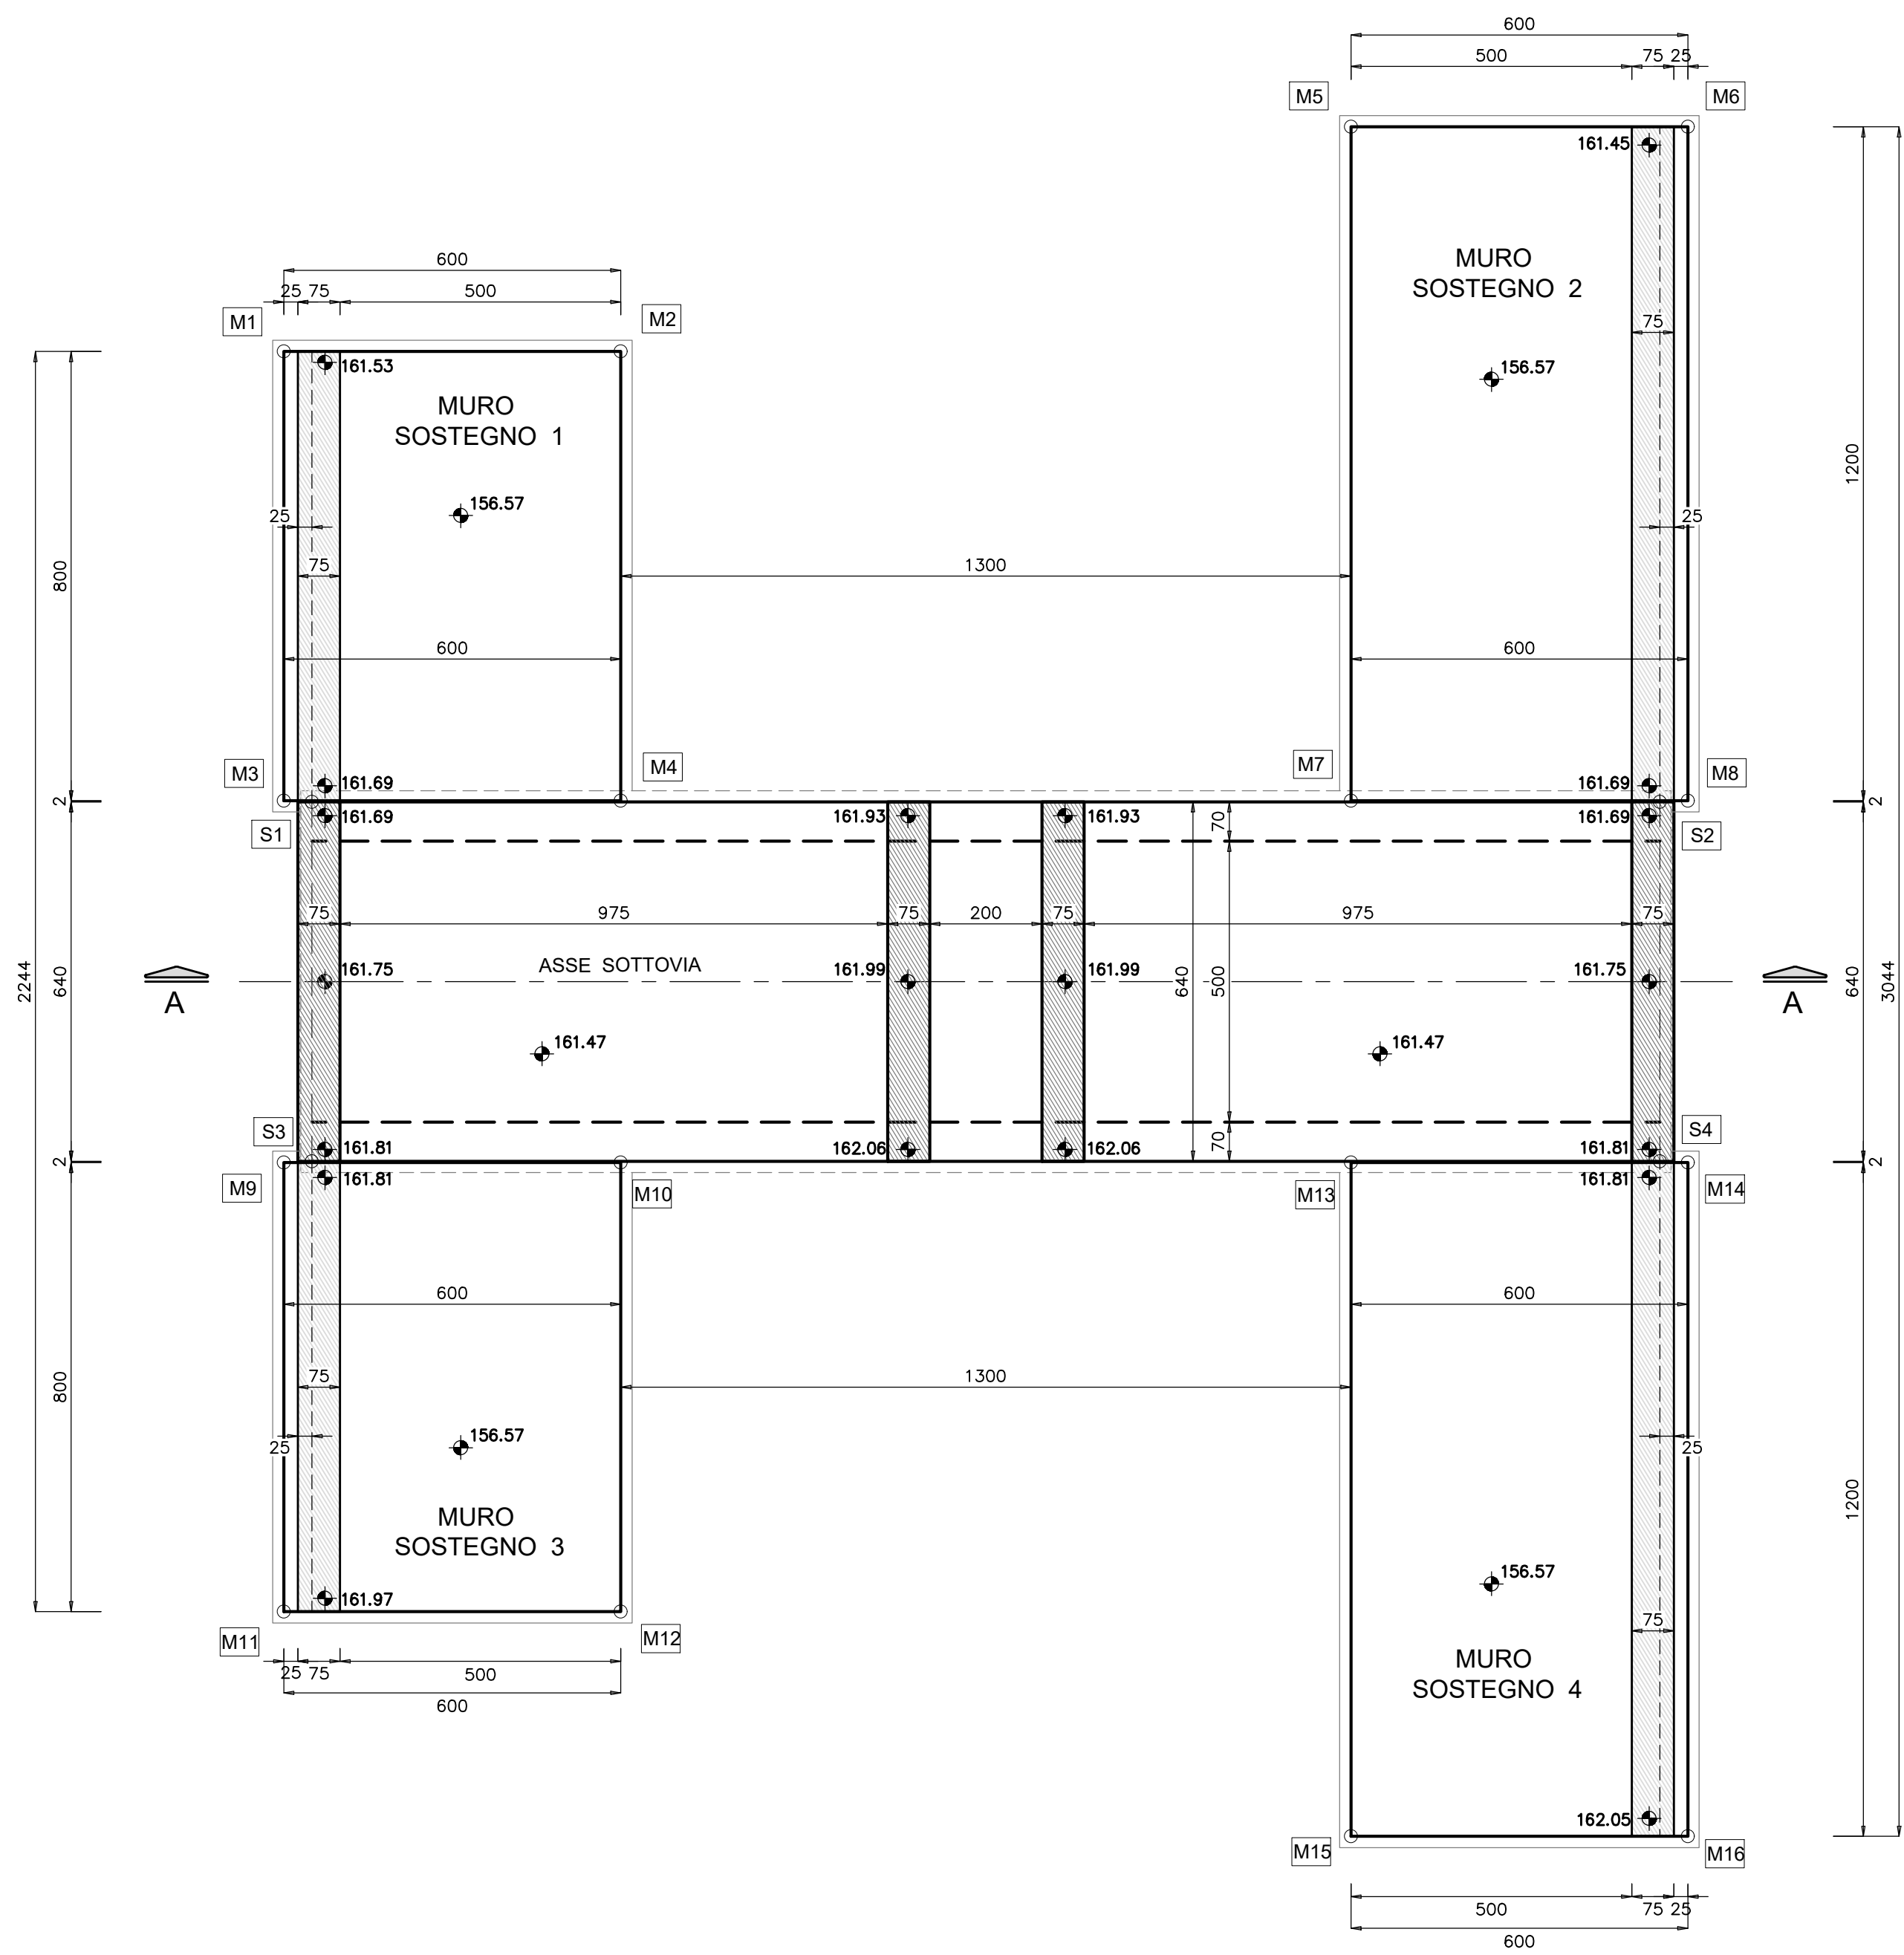 600
500 75 25
M5 M6
161.45
MURO
SOSTEGNO 2
600
25 75 500
M1 M2
75
161.53
156.57
MURO
SOSTEGNO 1
1200
156.57
25 25
75
1300
800
600 600
M3 M4 M7 M8
161.69 161.69
2 2
161.69 161.93 161.93 161.69
S1 70 S2
75 975 75 200 75 975 75
ASSE SOTTOVIA
161.75 161.99 161.99 161.75
2244 640 640 500 640 3044
A A
161.47 161.47
S3 S4
161.81 162.06 162.06 70 161.81
2 2
161.81 161.81
M9 M10 M13 M14
600 600
75
1300
800
156.57
25 25
1200
MURO
SOSTEGNO 3
156.57
161.97
75
M11 M12
MURO
SOSTEGNO 4
25 75 500
600
162.05
M15 M16
500 75 25
600